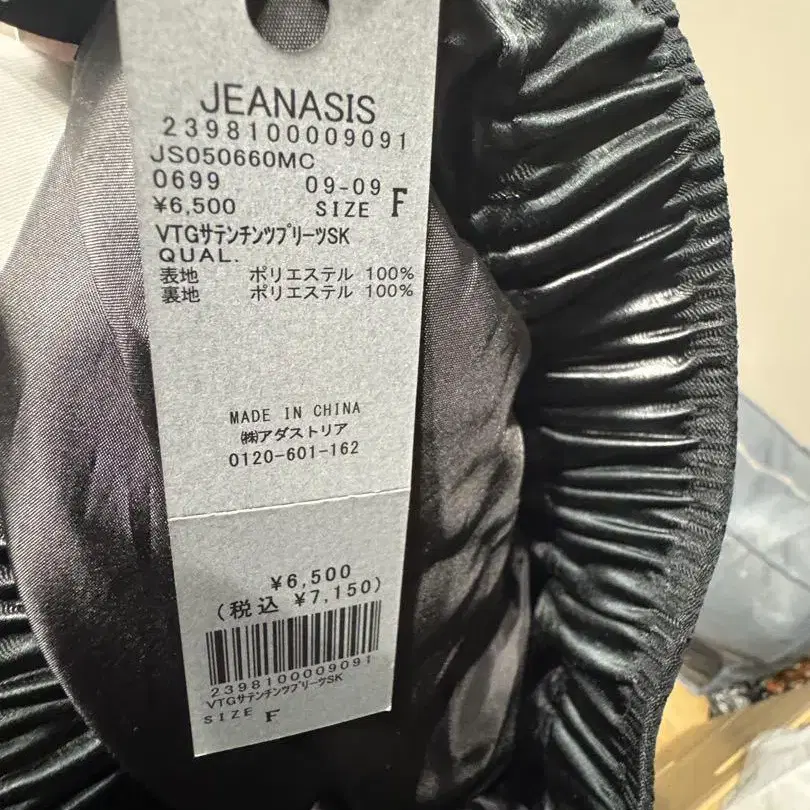 JEANASIS
2398100009091
JS050660MC
0699 09-09
¥6,500 SIZE F
VTGサテンチンツプリーツSK
QUAL.
表地 ポリエステル 100%
裏地 ポリエステル 100%
MADE IN CHINA
㈱アダストリア
0120-601-162
¥6,500
(税込 ¥7,150)
2398100009091
VTGサテンチンツプリーツSK
SIZE F